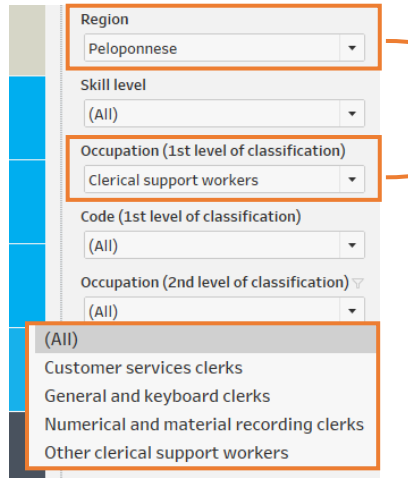 Region
Peloponnese
Skill level
(All)
Occupation (1st level of classification)
Clerical support workers
Code (1st level of classification)
(All)
Occupation (2nd level of classification)
(All)
(All)
Customer services clerks
General and keyboard clerks
Numerical and material recording clerks
Other clerical support workers